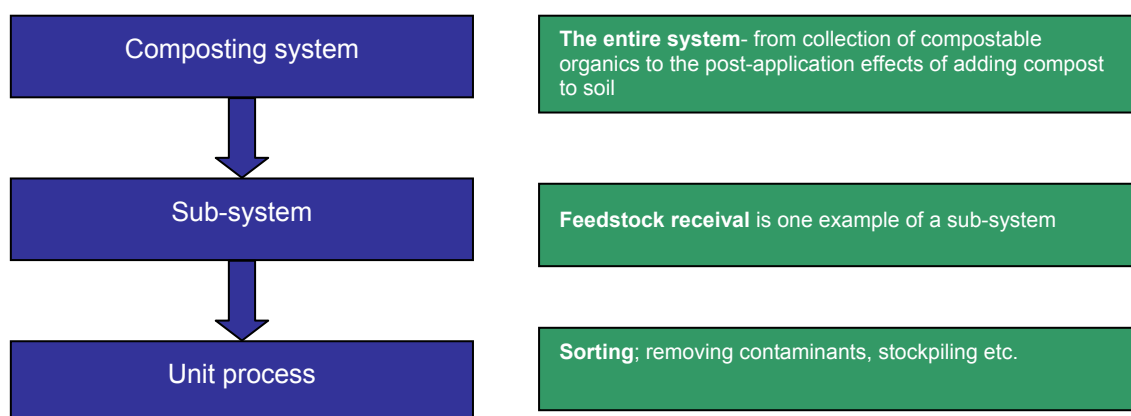 Composting system
The entire system- from collection of compostable
organics to the post-application effects of adding compost
to soil
Sub-system
Feedstock receival is one example of a sub-system
Unit process
Sorting; removing contaminants, stockpiling etc.